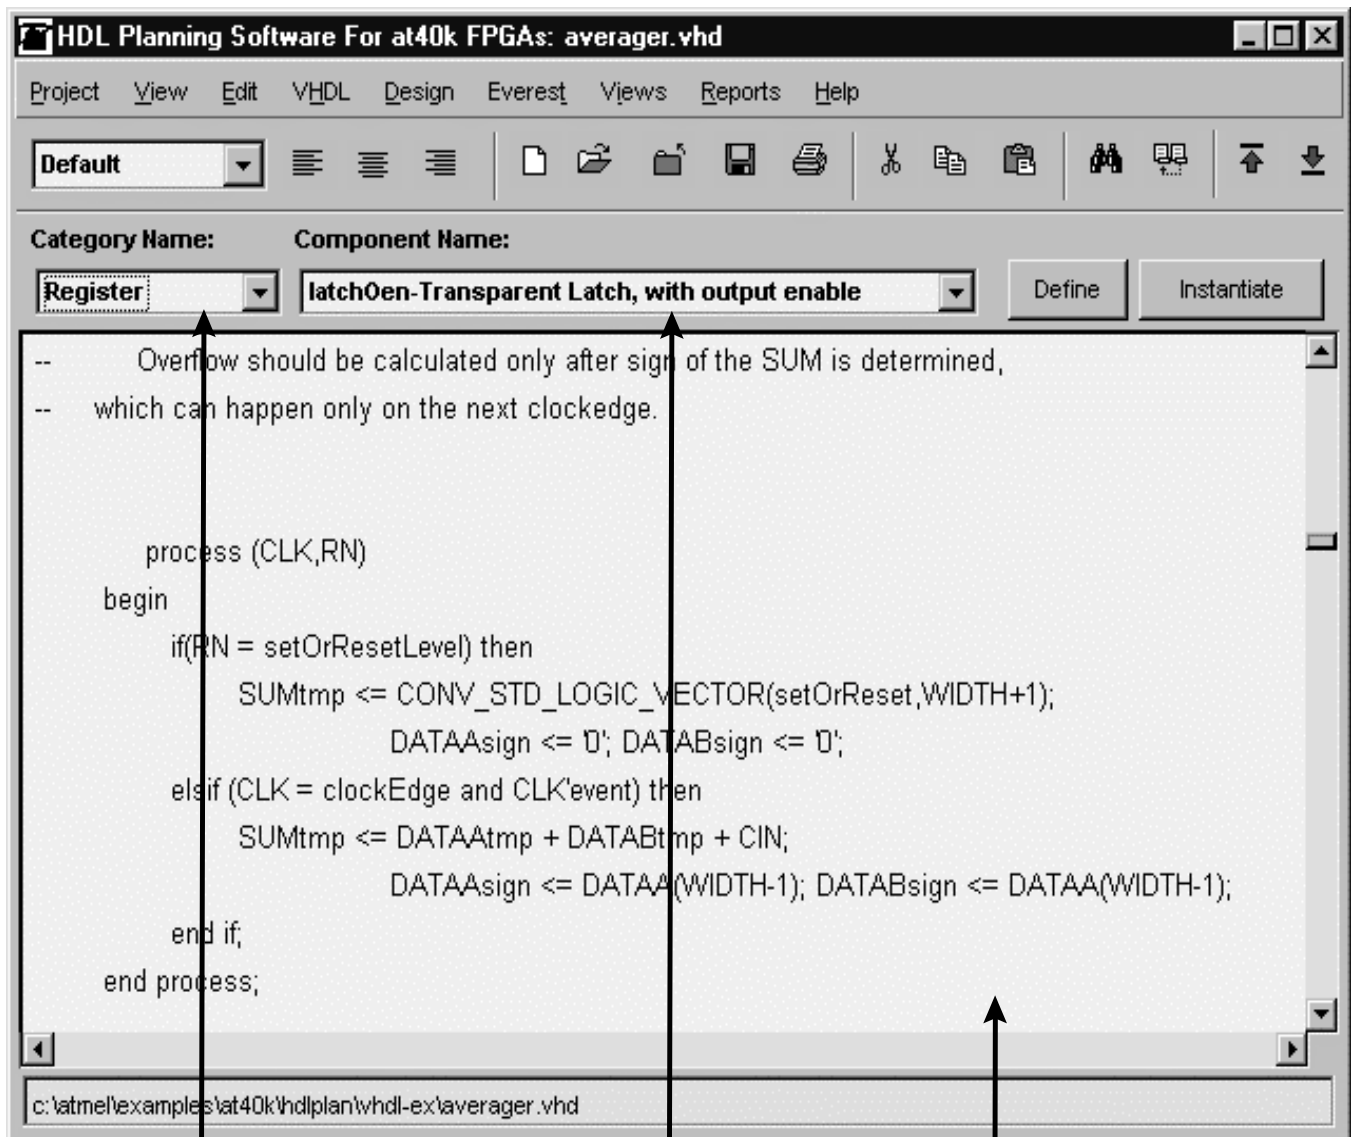 HDL Planning Software For at40k FPGAs: averager.vhd
Project View Edit VHDL Design Everest Views Reports Help
Default
Category Name: Component Name:
Register latchOen-Transparent Latch, with output enable Define Instantiate
-- Overflow should be calculated only after sign of the SUM is determined,
-- which can happen only on the next clockedge.
process (CLK,RN)
begin
if(RN = setOrResetLevel) then
SUMtmp <= CONV_STD_LOGIC_VECTOR(setOrReset,WIDTH+1);
DATAAsign <= '0'; DATABsign <= '0';
elsif (CLK = clockEdge and CLK'event) then
SUMtmp <= DATAAtmp + DATABtmp + CIN;
DATAAsign <= DATAA(WIDTH-1); DATABsign <= DATAA(WIDTH-1);
end if;
end process;
c:\atmel\examples\at40k\hdlplan\vhdl-ex\averager.vhd